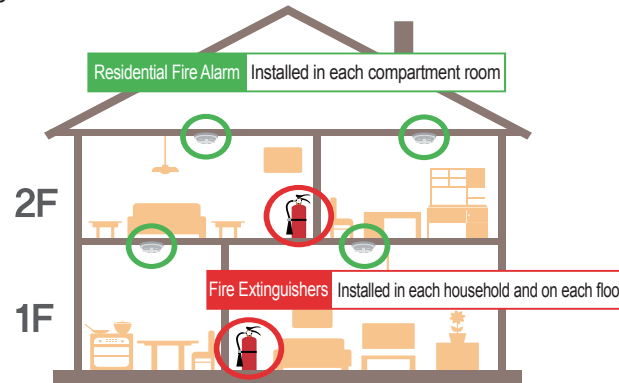 Residential Fire Alarm Installed in each compartment room
2F
Fire Extinguishers Installed in each household and on each floo
1F